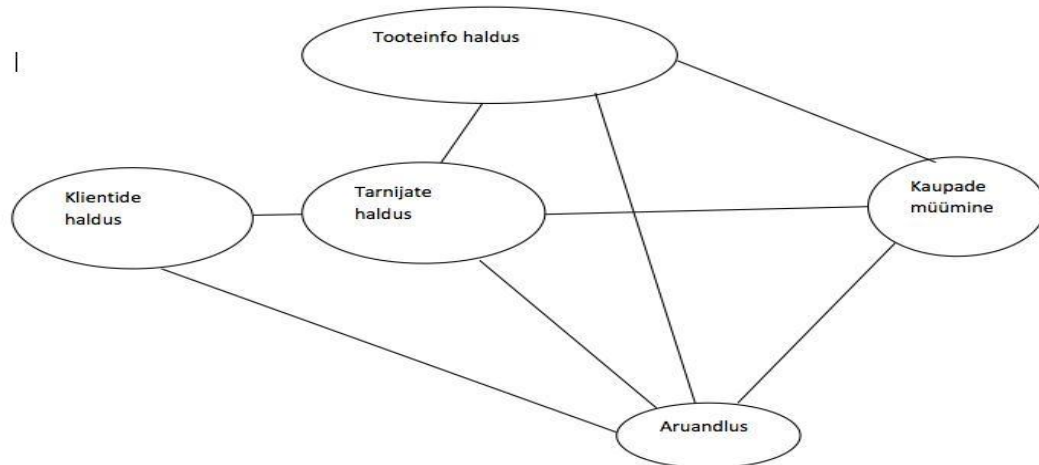 Tooteinfo haldus
Klientide
haldus
Tarnijate
haldus
Kaupade
müümine
Aruandlus